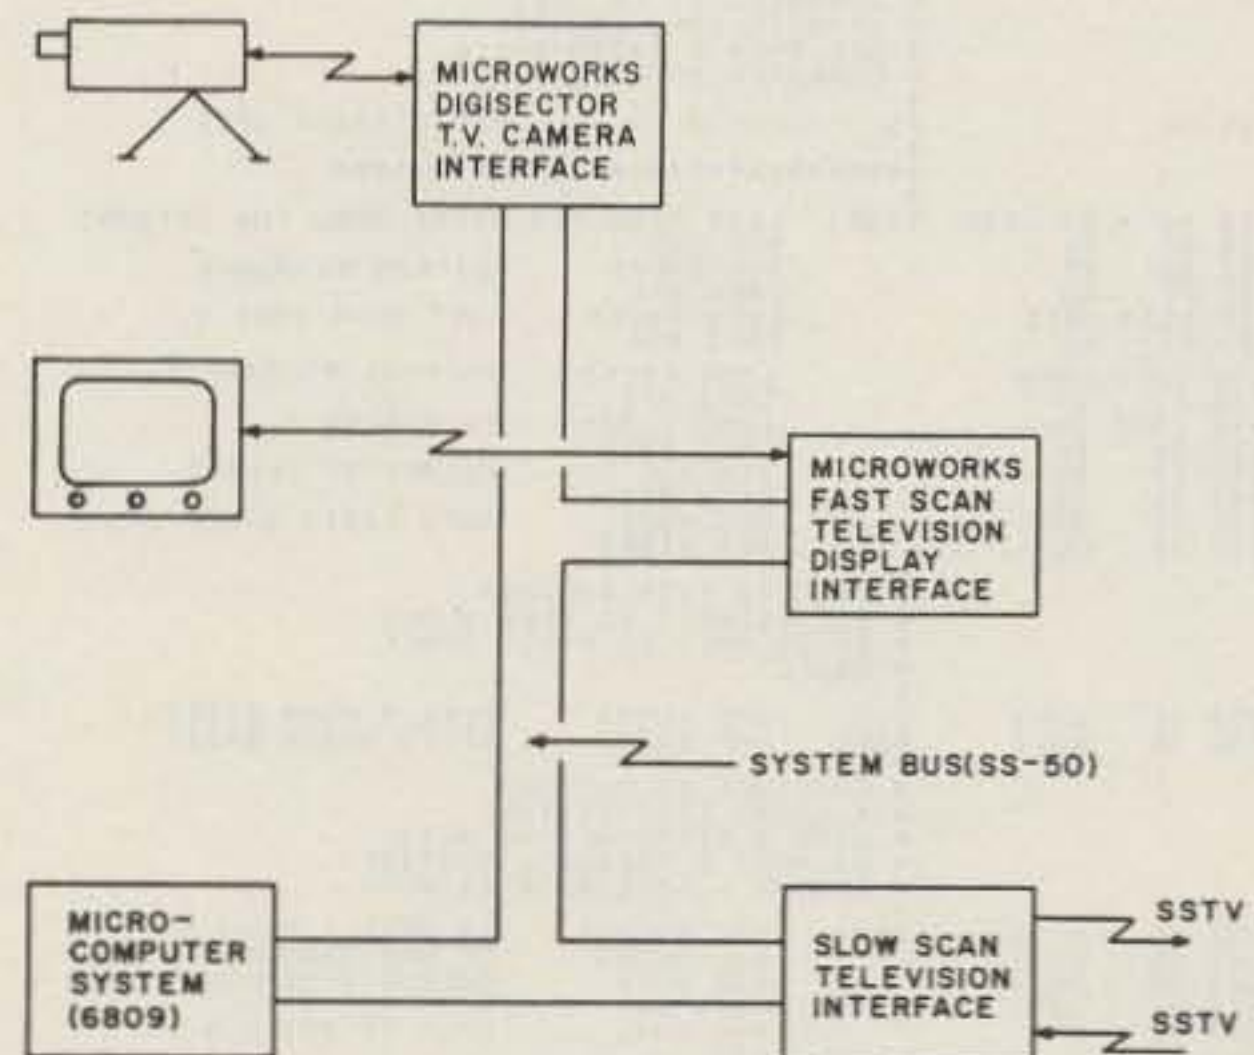 MICROWORKS
DIGISECTOR
T.V. CAMERA
INTERFACE
MICROWORKS
FAST SCAN
TELEVISION
DISPLAY
INTERFACE
SYSTEM BUS(SS-50)
MICRO-
COMPUTER
SYSTEM
(6809)
SLOW SCAN
TELEVISION
INTERFACE
SSTV
SSTV